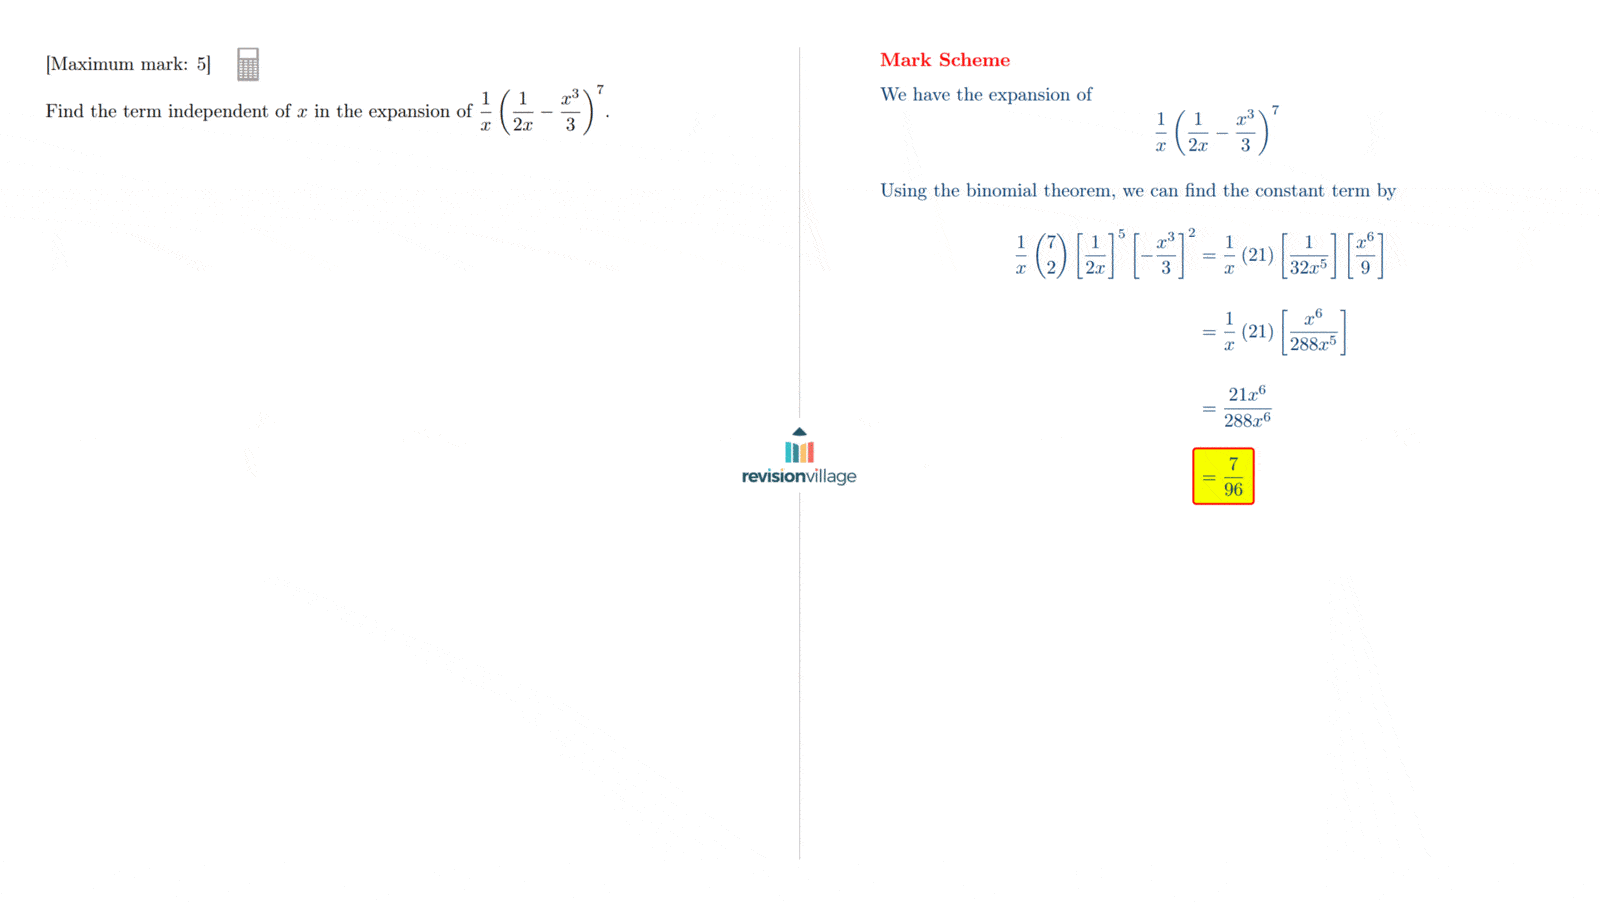 [Maximum mark: 5]
Find the term independent of x in the expansion of \frac{1}{x}\left(\frac{1}{2x} - \frac{x^3}{3}\right)^7.
revisionvillage
Mark Scheme
We have the expansion of
\frac{1}{x}\left(\frac{1}{2x} - \frac{x^3}{3}\right)^7
Using the binomial theorem, we can find the constant term by
\frac{1}{x}\binom{7}{2}\left[\frac{1}{2x}\right]^5\left[-\frac{x^3}{3}\right]^2 = \frac{1}{x}(21)\left[\frac{1}{32x^5}\right]\left[\frac{x^6}{9}\right]
= \frac{1}{x}(21)\left[\frac{x^6}{288x^5}\right]
= \frac{21x^6}{288x^6}
= \frac{7}{96}